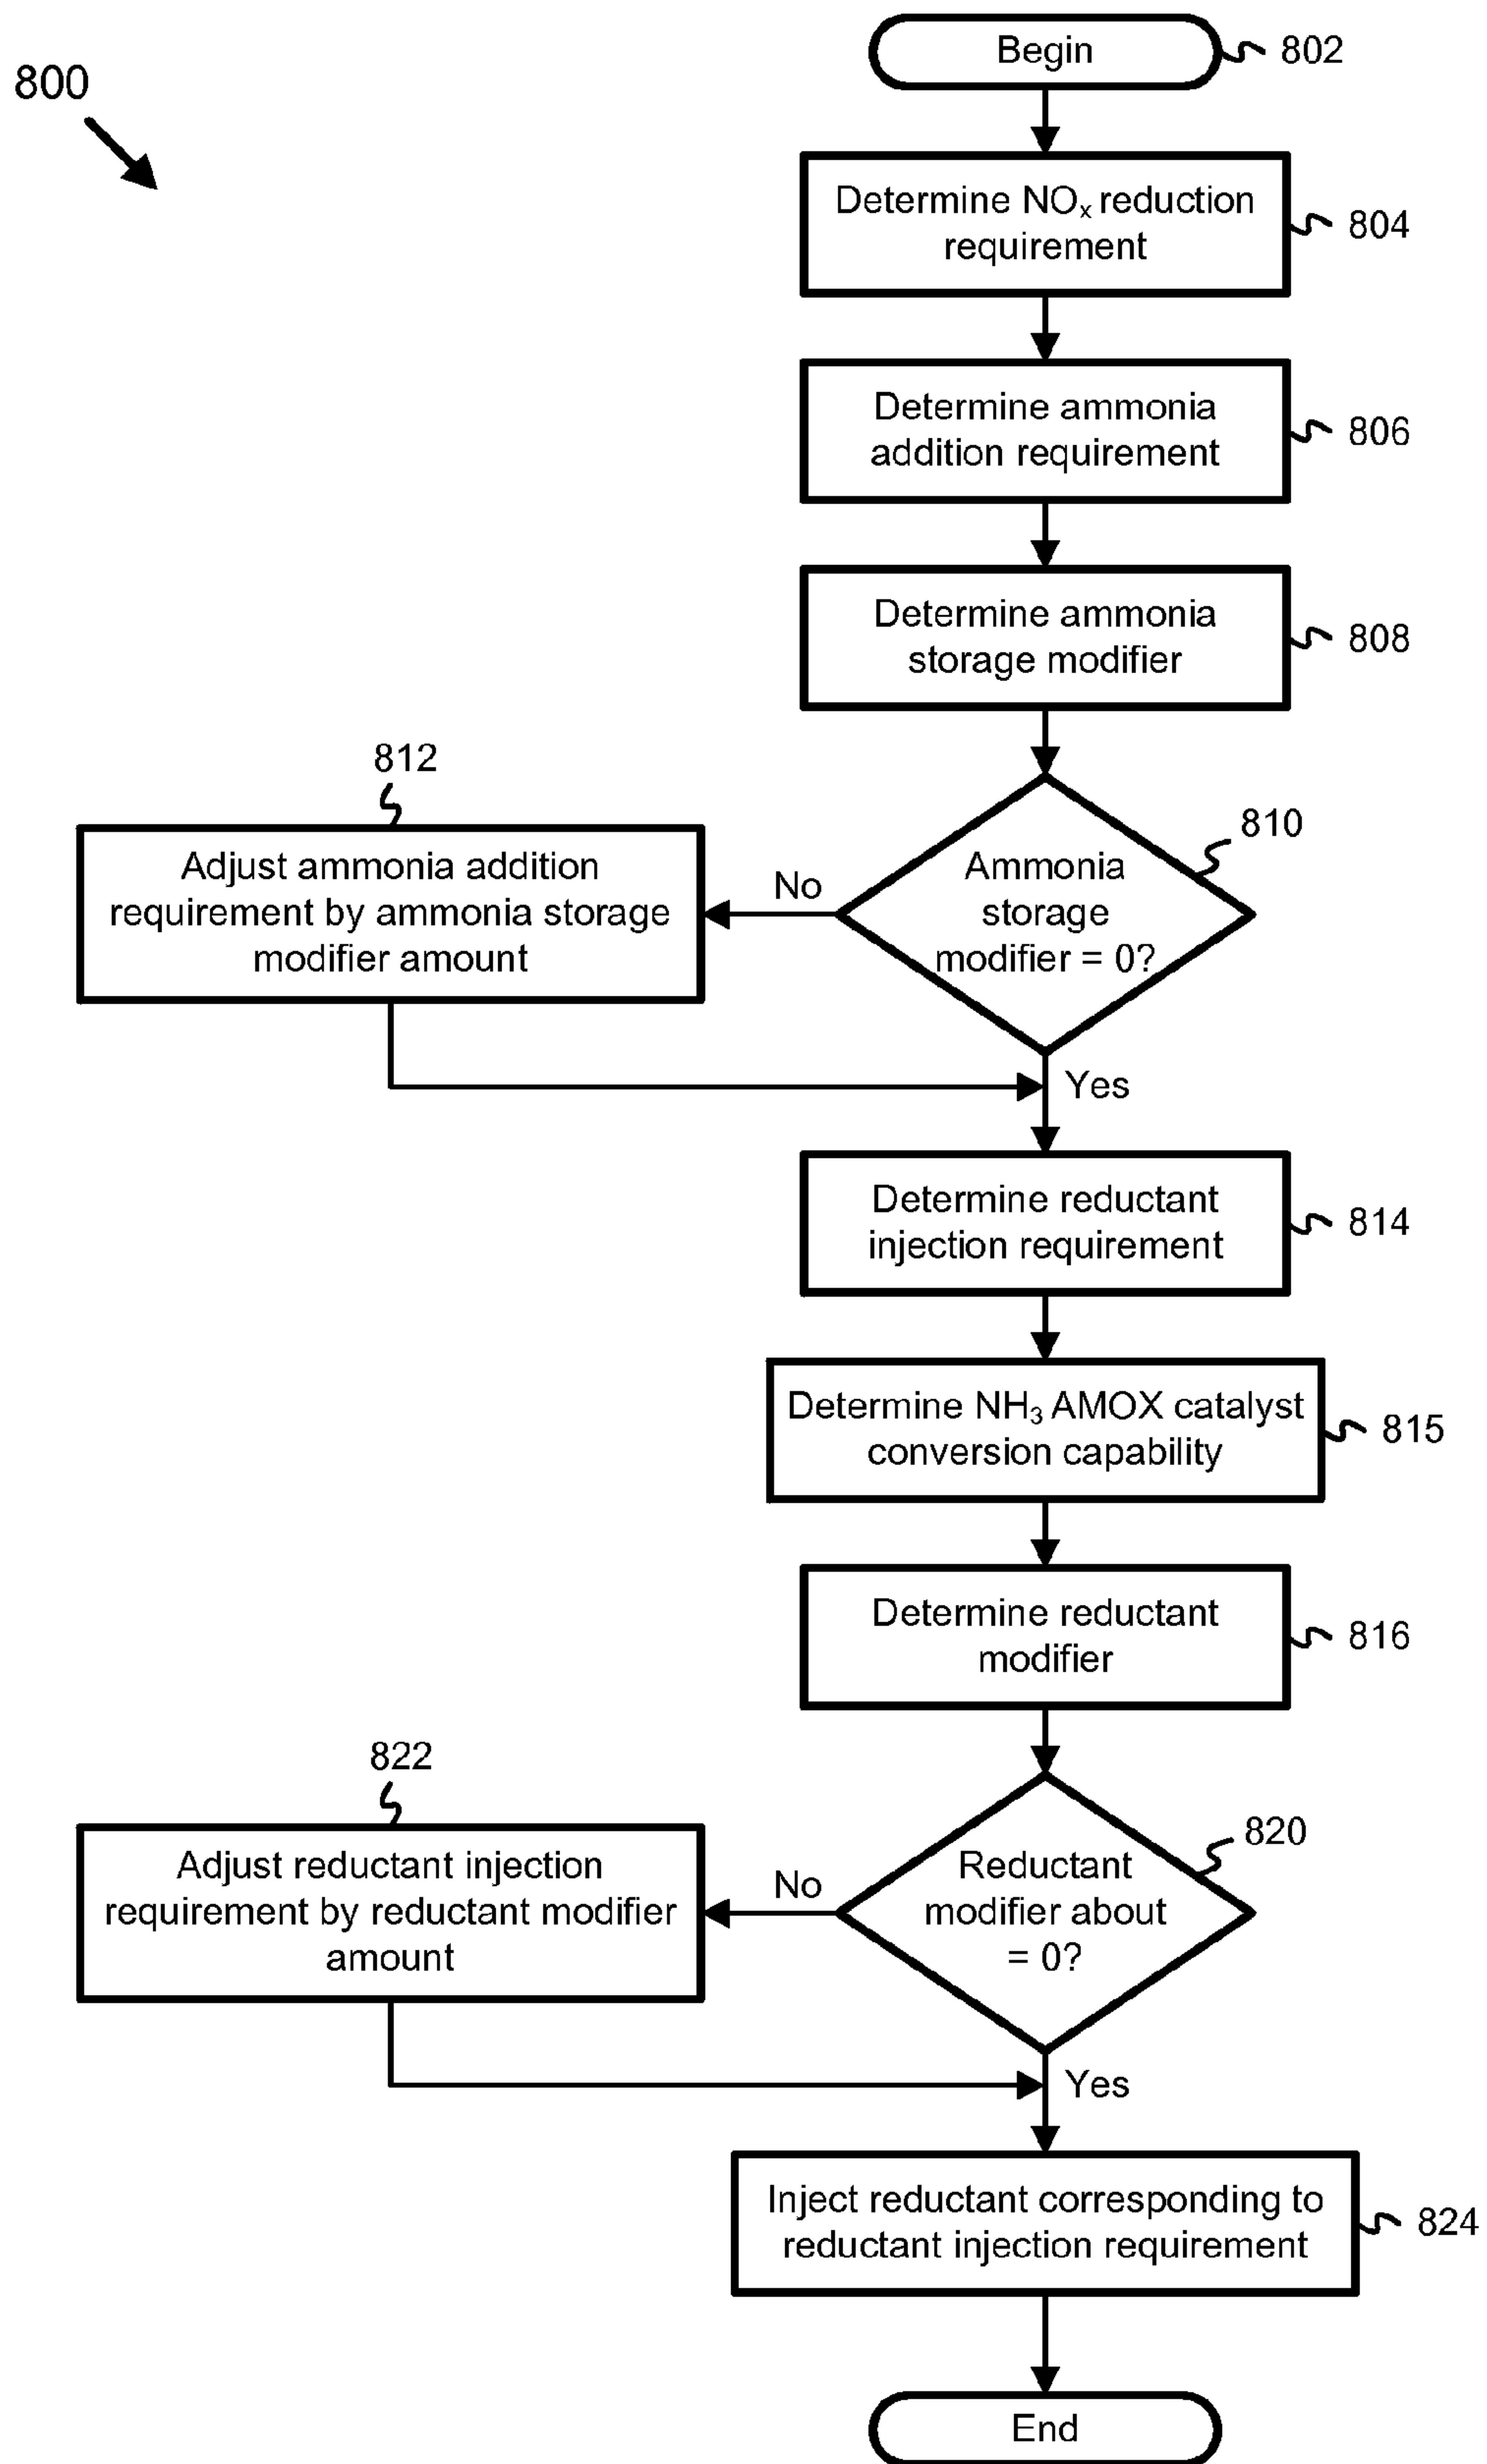 800
Begin
802
Determine NOₓ reduction
requirement
804
Determine ammonia
addition requirement
806
Determine ammonia
storage modifier
808
812
Adjust ammonia addition
requirement by ammonia storage
modifier amount
No
Ammonia
storage
modifier = 0?
810
Yes
Determine reductant
injection requirement
814
Determine NH₃ AMOX catalyst
conversion capability
815
Determine reductant
modifier
816
822
Adjust reductant injection
requirement by reductant modifier
amount
No
Reductant
modifier about
= 0?
820
Yes
Inject reductant corresponding to
reductant injection requirement
824
End